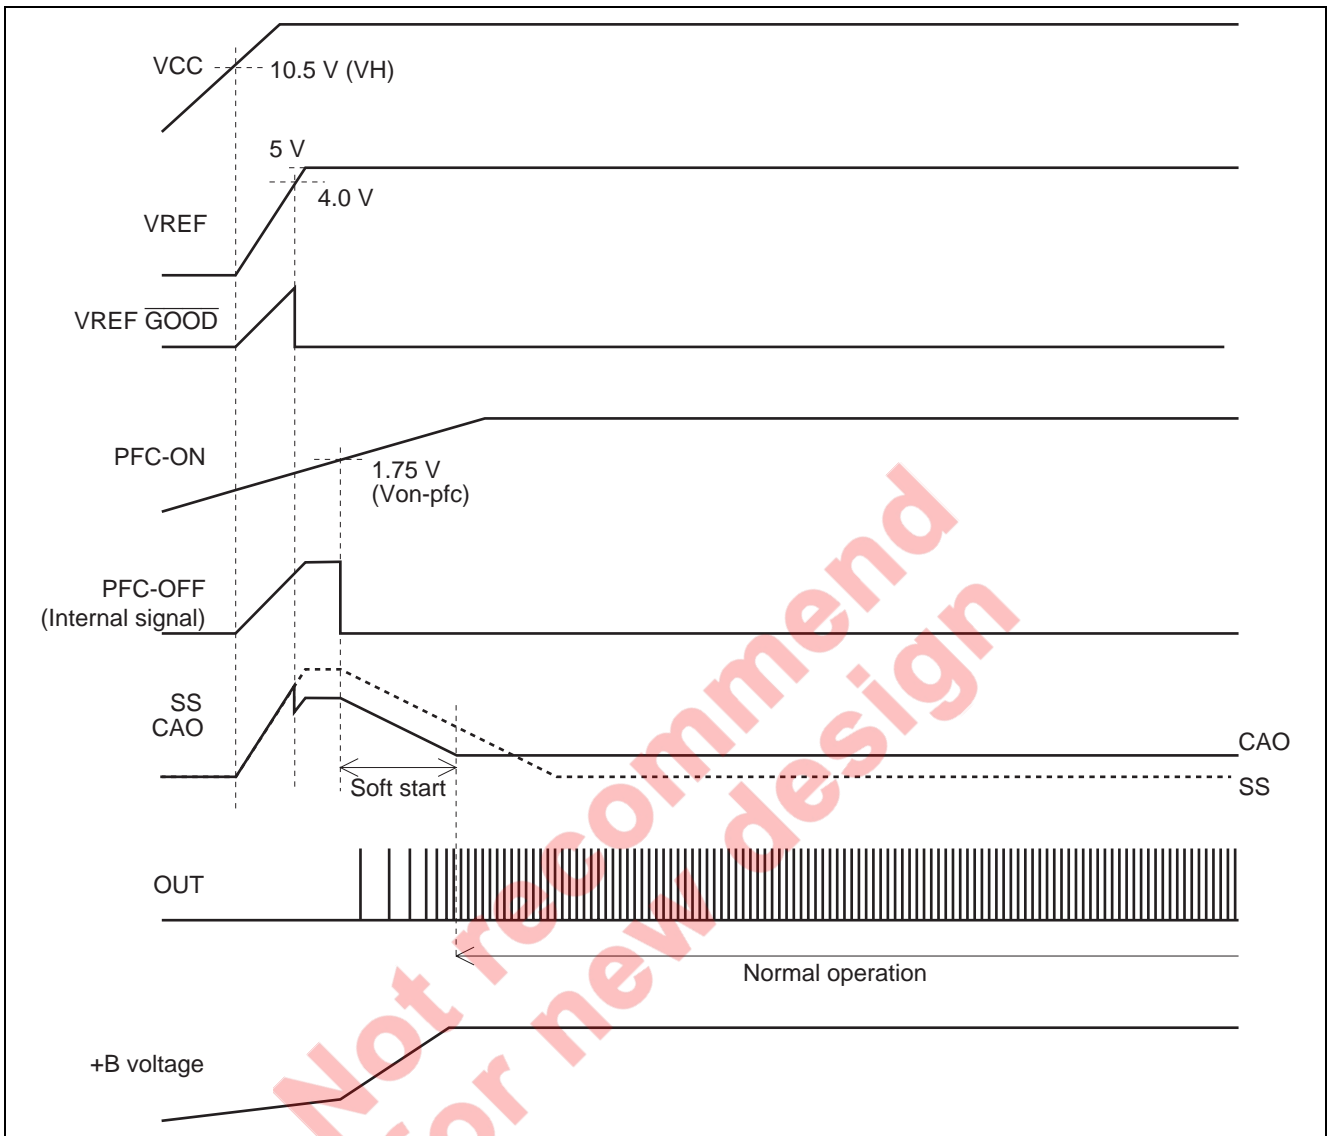 VCC
10.5 V (VH)
5 V
4.0 V
VREF
VREF GOOD
PFC-ON
1.75 V
(Von-pfc)
PFC-OFF
(Internal signal)
SS
CAO
CAO
SS
Soft start
OUT
Normal operation
+B voltage
Not recommend
for new design